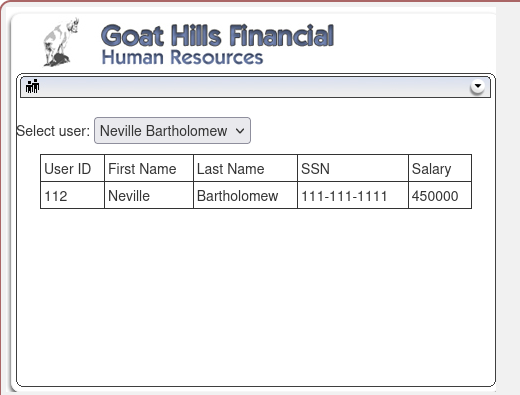 Goat Hills Financial
Human Resources
Select user: Neville Bartholomew
User ID First Name Last Name SSN Salary
112 Neville Bartholomew 111-111-1111 450000